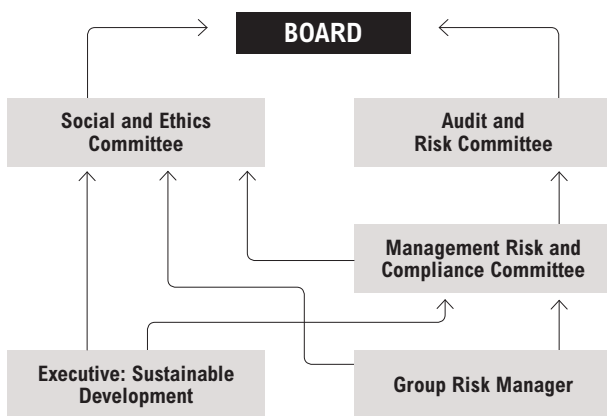 BOARD
Social and Ethics
Committee
Audit and
Risk Committee
Management Risk and
Compliance Committee
Executive: Sustainable
Development
Group Risk Manager